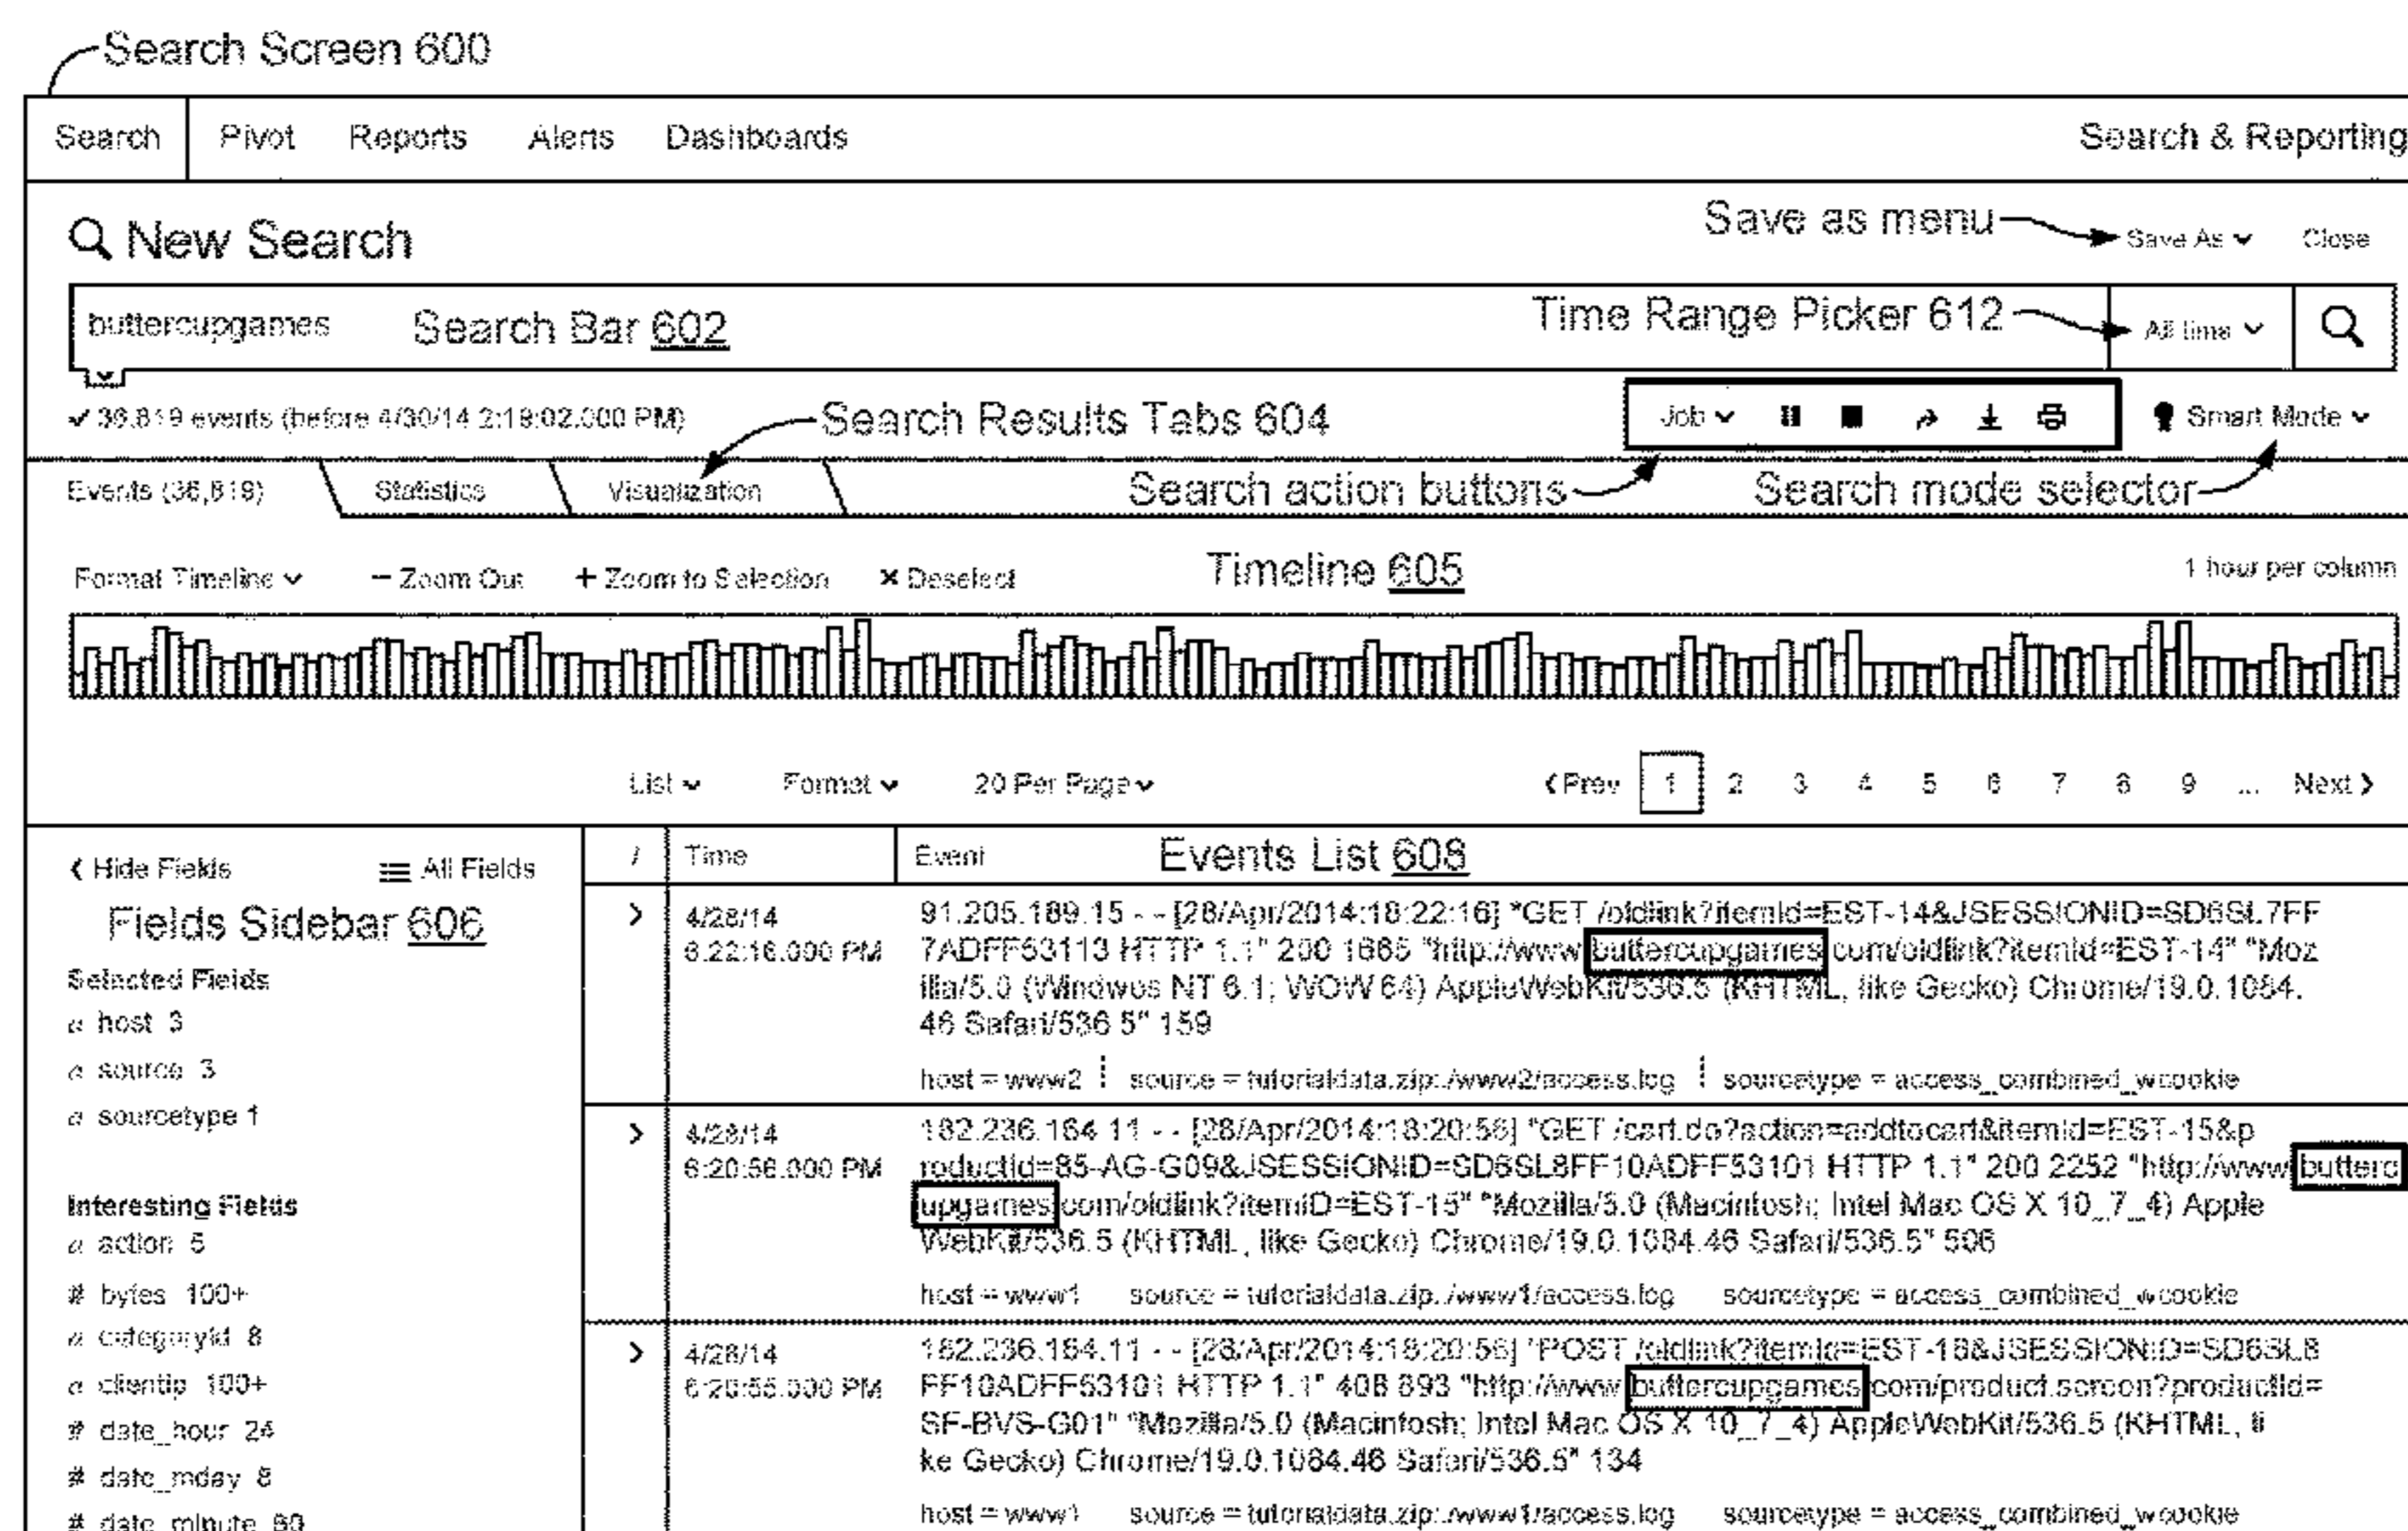 Search Screen 600
Search Pivot Reports Alerts Dashboards Search & Reporting
New Search Save as menu Save As Close
buttercupgames Search Bar 602 Time Range Picker 612 All time
36,819 events (before 4/30/14 2:19:02.000 PM) Search Results Tabs 604 Job Smart Mode
Events (36,819) Statistics Visualization Search action buttons Search mode selector
Format Timeline − Zoom Out + Zoom to Selection × Deselect Timeline 605 1 hour per column
List Format 20 Per Page < Prev 1 2 3 4 5 6 7 8 9 ... Next >
< Hide Fields All Fields
i Time Event Events List 608
Fields Sidebar 606
Selected Fields
a host 3
a source 3
a sourcetype 1
Interesting Fields
a action 5
# bytes 100+
a categoryId 8
a clientip 100+
# date_hour 24
# date_mday 8
# date_minute 60
> 4/28/14
6:22:16.000 PM
91.205.189.15 - - [28/Apr/2014:18:22:16] "GET /oldlink?itemId=EST-14&JSESSIONID=SD6SL7FF
7ADFF53113 HTTP 1.1" 200 1665 "http://www.buttercupgames.com/oldlink?itemId=EST-14" "Moz
illa/5.0 (Windwos NT 6.1; WOW 64) AppleWebKit/536.5 (KHTML, like Gecko) Chrome/19.0.1084.
46 Safari/536.5" 159
host = www2 source = tutorialdata.zip:./www2/access.log sourcetype = access_combined_wcookie
> 4/28/14
6:20:56.000 PM
182.236.164.11 - - [28/Apr/2014:18:20:56] "GET /cart.do?action=addtocart&itemId=EST-15&p
roductId=85-AG-G09&JSESSIONID=SD6SL8FF10ADFF53101 HTTP 1.1" 200 2252 "http://www.butterc
upgames.com/oldlink?itemID=EST-15" "Mozilla/5.0 (Macintosh; Intel Mac OS X 10_7_4) Apple
WebKit/536.5 (KHTML, like Gecko) Chrome/19.0.1084.46 Safari/536.5" 506
host = www1 source = tutorialdata.zip:./www1/access.log sourcetype = access_combined_wcookie
> 4/28/14
6:20:55.000 PM
182.236.164.11 - - [28/Apr/2014:18:20:56] "POST /oldlink?itemId=EST-18&JSESSIONID=SD6SL8
FF10ADFF53101 HTTP 1.1" 408 893 "http://www.buttercupgames.com/product.screen?productId=
SF-BVS-G01" "Mozilla/5.0 (Macintosh; Intel Mac OS X 10_7_4) AppleWebKit/536.5 (KHTML, li
ke Gecko) Chrome/19.0.1084.46 Safari/536.5" 134
host = www1 source = tutorialdata.zip:./www1/access.log sourcetype = access_combined_wcookie